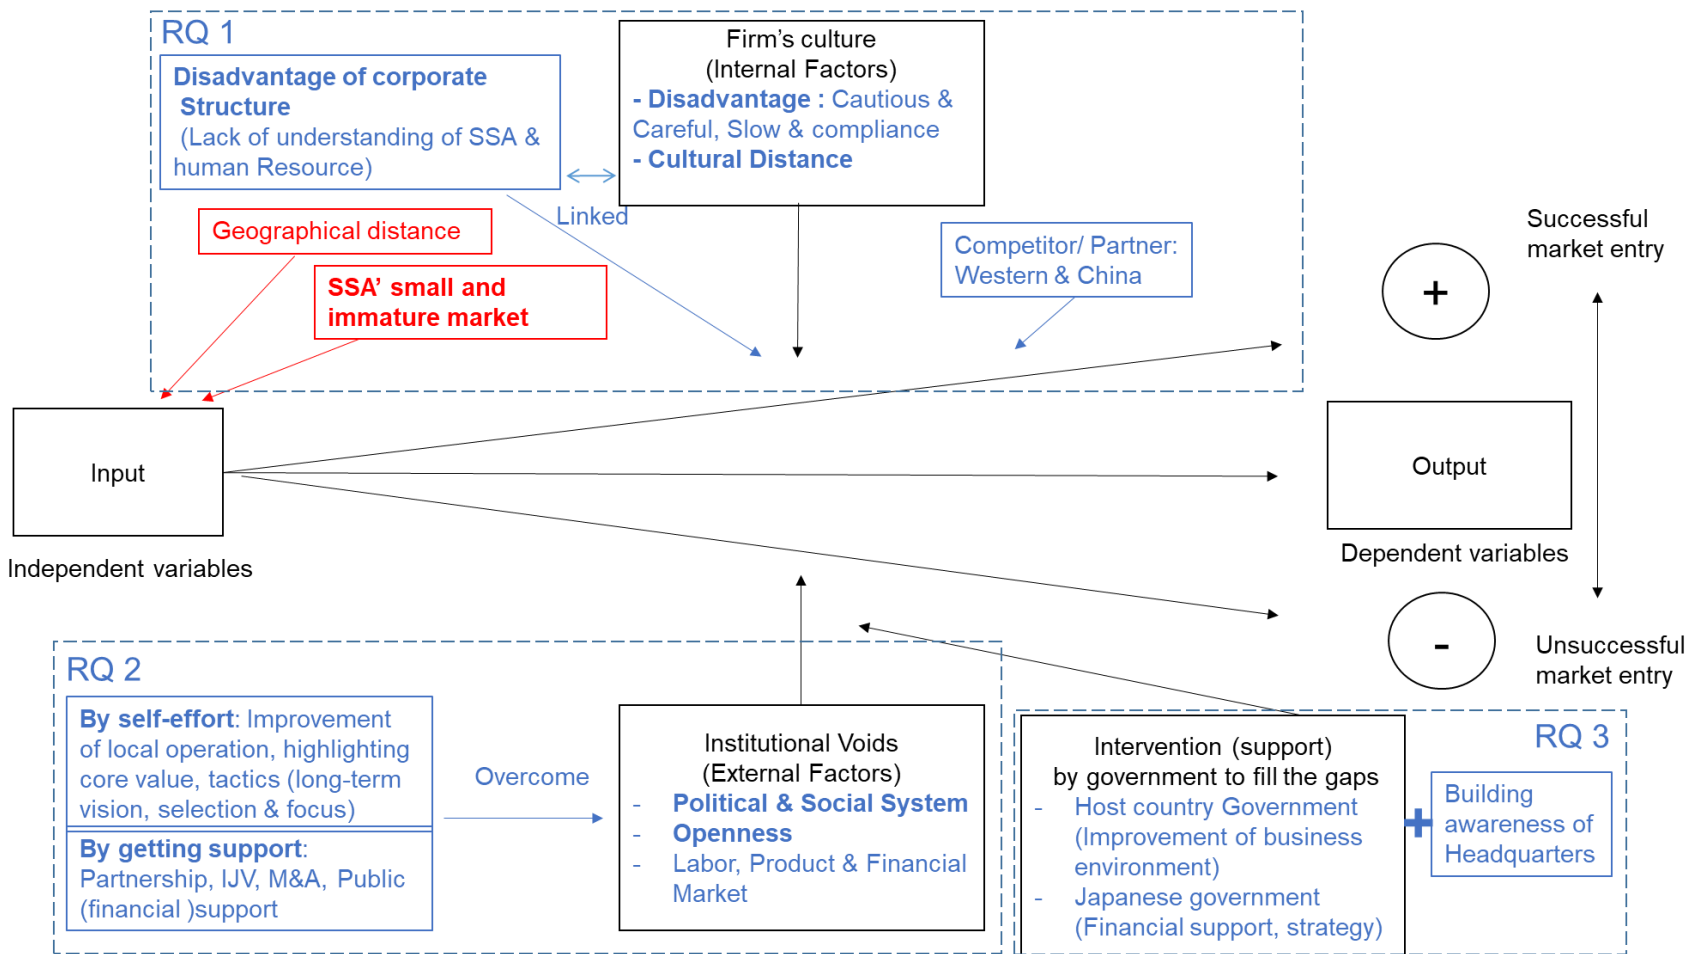 RQ 1
Disadvantage of corporate
Structure
(Lack of understanding of SSA &
human Resource)
Firm's culture
(Internal Factors)
- Disadvantage : Cautious &
Careful, Slow & compliance
- Cultural Distance
Linked
Geographical distance
SSA' small and
immature market
Competitor/ Partner:
Western & China
Successful
market entry
+
Input
Independent variables
Output
Dependent variables
-
Unsuccessful
market entry
RQ 2
By self-effort: Improvement
of local operation, highlighting
core value, tactics (long-term
vision, selection & focus)
By getting support:
Partnership, IJV, M&A, Public
(financial )support
Overcome
Institutional Voids
(External Factors)
- Political & Social System
- Openness
- Labor, Product & Financial
Market
RQ 3
Intervention (support)
by government to fill the gaps
- Host country Government
(Improvement of business
environment)
- Japanese government
(Financial support, strategy)
Building
awareness of
Headquarters